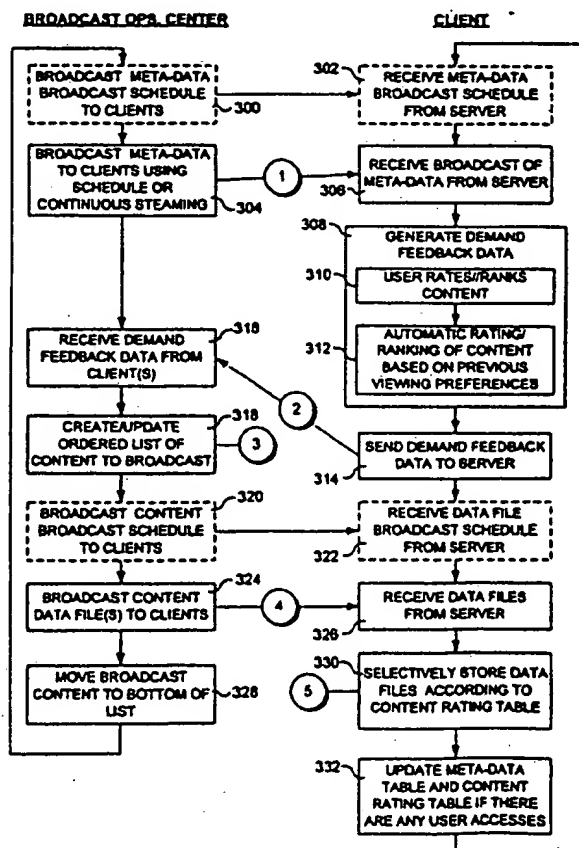 BROADCAST OPS. CENTER
CLIENT
BROADCAST META-DATA
BROADCAST SCHEDULE
TO CLIENTS
300
302
RECEIVE META-DATA
BROADCAST SCHEDULE
FROM SERVER
BROADCAST META-DATA
TO CLIENTS USING
SCHEDULE OR
CONTINUOUS STEAMING
304
1
RECEIVE BROADCAST OF
META-DATA FROM SERVER
306
308
GENERATE DEMAND
FEEDBACK DATA
310
USER RATES//RANKS
CONTENT
312
AUTOMATIC RATING/
RANKING OF CONTENT
BASED ON PREVIOUS
VIEWING PREFERENCES
316
RECEIVE DEMAND
FEEDBACK DATA FROM
CLIENT(S)
2
318
CREATE/UPDATE
ORDERED LIST OF
CONTENT TO BROADCAST
3
SEND DEMAND FEEDBACK
DATA TO SERVER
314
320
BROADCAST CONTENT
BROADCAST SCHEDULE
TO CLIENTS
RECEIVE DATA FILE
BROADCAST SCHEDULE
FROM SERVER
322
324
BROADCAST CONTENT
DATA FILE(S) TO CLIENTS
4
RECEIVE DATA FILES
FROM SERVER
326
MOVE BROADCAST
CONTENT TO BOTTOM OF
LIST
328
330
SELECTIVELY STORE DATA
FILES ACCORDING TO
CONTENT RATING TABLE
5
332
UPDATE META-DATA
TABLE AND CONTENT
RATING TABLE IF THERE
ARE ANY USER ACCESSES